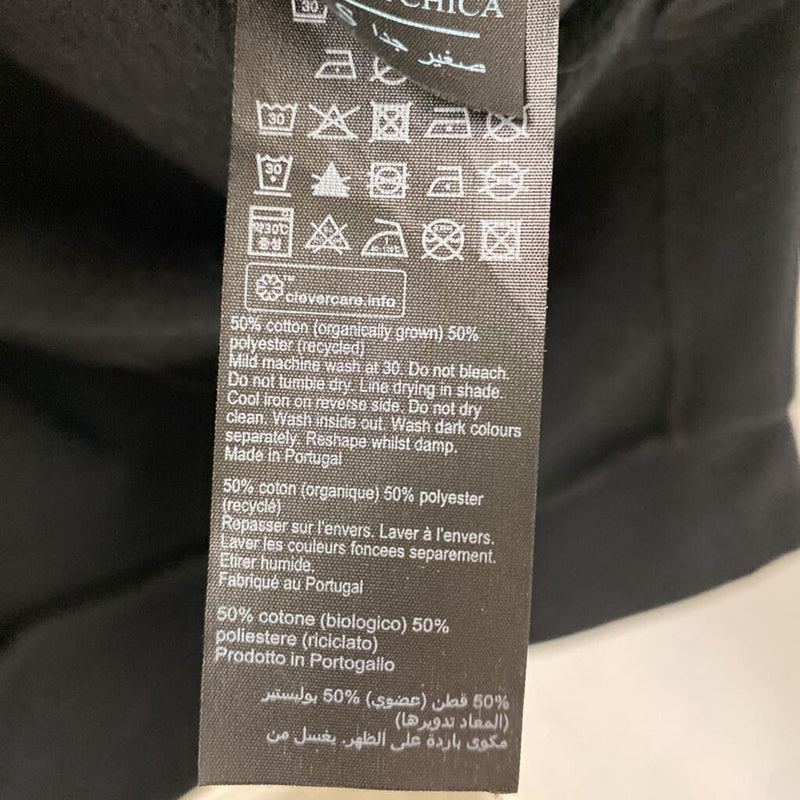 CHICA
صغير جدا S
30
30
30
30℃
중성
clevercare.info
50% cotton (organically grown) 50%
polyester (recycled)
Mild machine wash at 30. Do not bleach.
Do not tumble dry. Line drying in shade.
Cool iron on reverse side. Do not dry
clean. Wash inside out. Wash dark colours
separately. Reshape whilst damp.
Made in Portugal
50% coton (organique) 50% polyester
(recyclé)
Repasser sur l'envers. Laver à l'envers.
Laver les couleurs foncees separement.
Etirer humide.
Fabriqué au Portugal
50% cotone (biologico) 50%
poliestere (riciclato)
Prodotto in Portogallo
50% قطن (عضوي) 50% بوليستير
(المعاد تدويرها)
مكوى باردة على الظهر. يغسل من